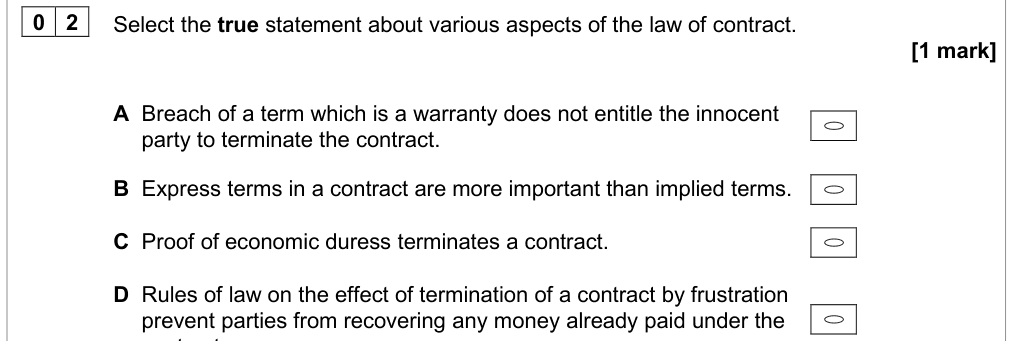 0 2 Select the true statement about various aspects of the law of contract.
[1 mark]
A Breach of a term which is a warranty does not entitle the innocent
party to terminate the contract.
B Express terms in a contract are more important than implied terms.
C Proof of economic duress terminates a contract.
D Rules of law on the effect of termination of a contract by frustration
prevent parties from recovering any money already paid under the